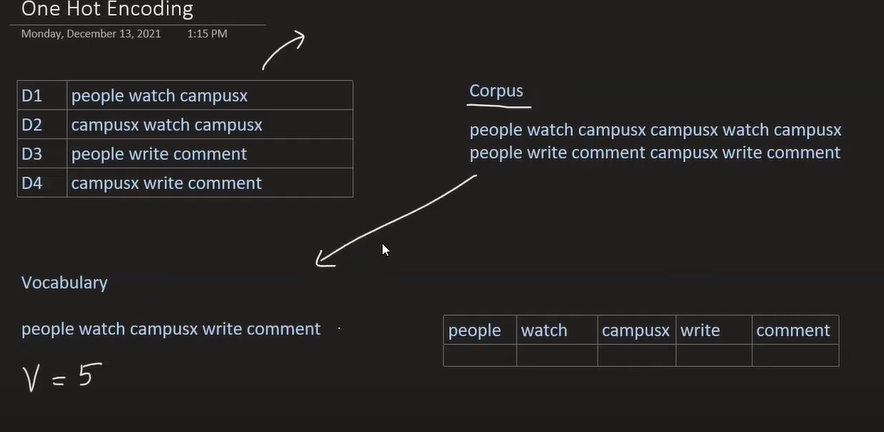 One Hot Encoding
Monday, December 13, 2021 1:15 PM
D1 people watch campusx
D2 campusx watch campusx
D3 people write comment
D4 campusx write comment
Corpus
people watch campusx campusx watch campusx
people write comment campusx write comment
Vocabulary
people watch campusx write comment
V = 5
people watch campusx write comment